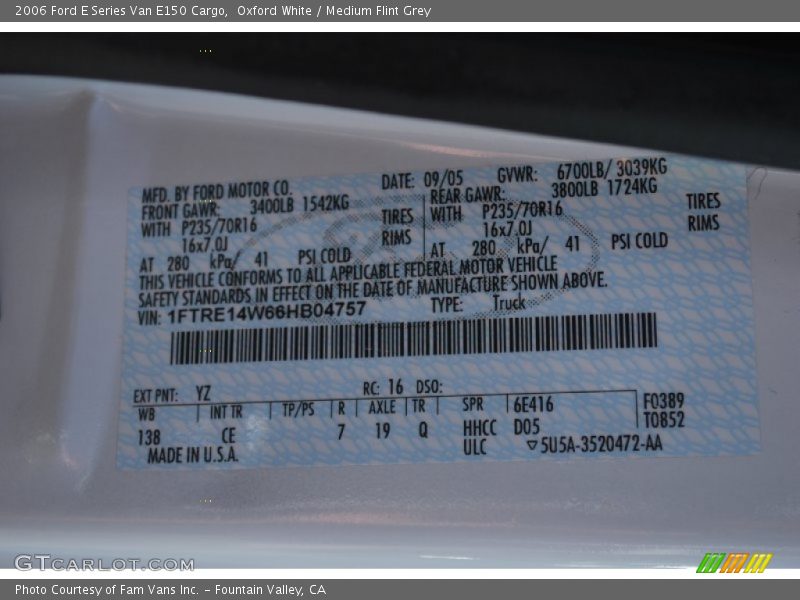 2006 Ford E Series Van E150 Cargo,  Oxford White / Medium Flint Grey
MFD. BY FORD MOTOR CO. DATE: 09/05 GVWR: 6700LB/ 3039KG
FRONT GAWR: 3400LB 1542KG REAR GAWR: 3800LB 1724KG
WITH P235/70R16 TIRES WITH P235/70R16 TIRES
16x7.0J RIMS 16x7.0J RIMS
AT 280 kPa/ 41 PSI COLD AT 280 kPa/ 41 PSI COLD
THIS VEHICLE CONFORMS TO ALL APPLICABLE FEDERAL MOTOR VEHICLE
SAFETY STANDARDS IN EFFECT ON THE DATE OF MANUFACTURE SHOWN ABOVE.
VIN: 1FTRE14W66HB04757 TYPE: Truck
EXT PNT: YZ RC: 16 DSO:
WB INT TR TP/PS R AXLE TR SPR 6E416 F0389
138 CE 7 19 Q HHCC D05 T0852
MADE IN U.S.A. ULC ▽5U5A-3520472-AA
GTCARLOT.COM
Photo Courtesy of Fam Vans Inc. - Fountain Valley, CA